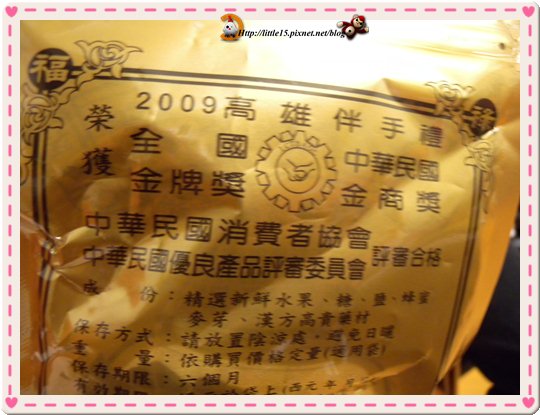 Http://little15.pixnet.net/blog
福
2009高雄伴手禮
榮獲
全國金牌獎
中華民國金商獎
中華民國消費者協會
中華民國優良產品評審委員會 評審合格
成份：精選新鮮水果、糖、鹽、蜂蜜
麥芽、漢方高貴藥材
保存方式：請放置陰涼處，避免日曬
重量：依購買價格定量(適用袋)
保存期限：六個月